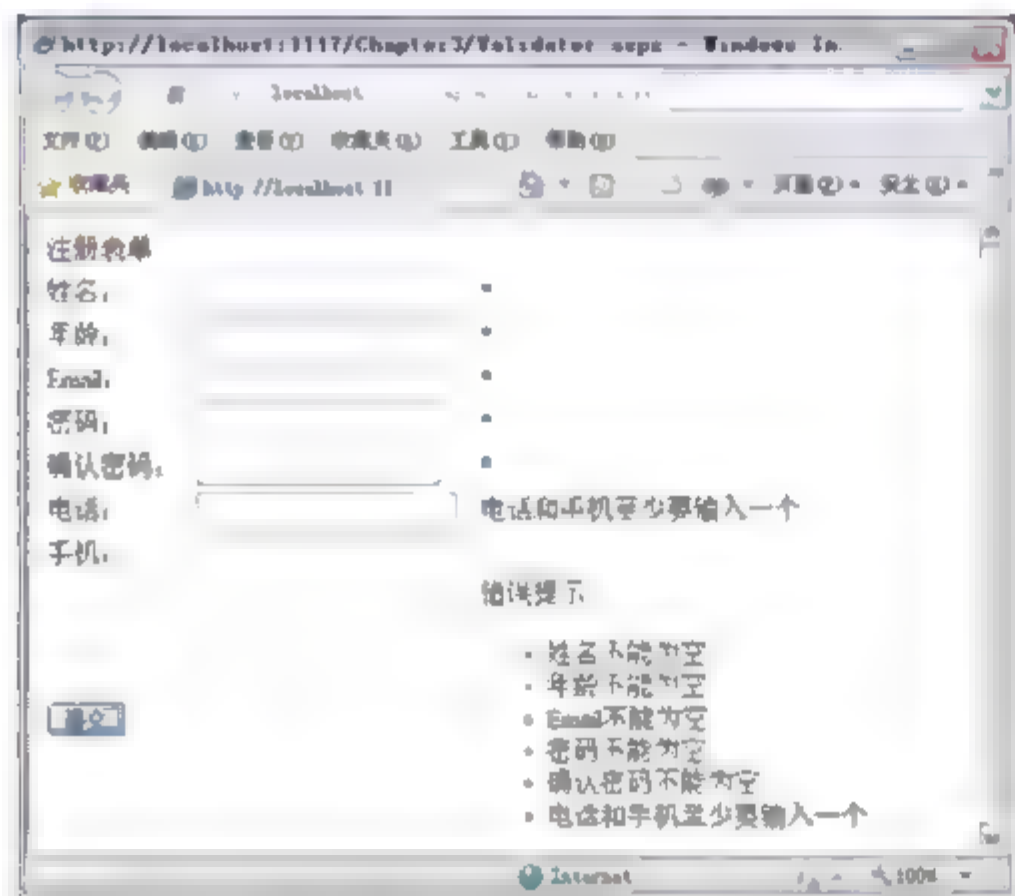 http://localhost:3117/Chapter3/Validator.aspx - Windows In
localhost
文件(F) 编辑(E) 查看(V) 收藏夹(A) 工具(T) 帮助(H)
收藏夹 http://localhost 页面(P) 安全(S)
注册表单
姓名:
年龄:
Email:
密码:
确认密码:
电话: 电话和手机至少要输入一个
手机:
错误提示
• 姓名不能为空
• 年龄不能为空
• Email不能为空
• 密码不能为空
• 确认密码不能为空
• 电话和手机至少要输入一个
提交
Internet 100%